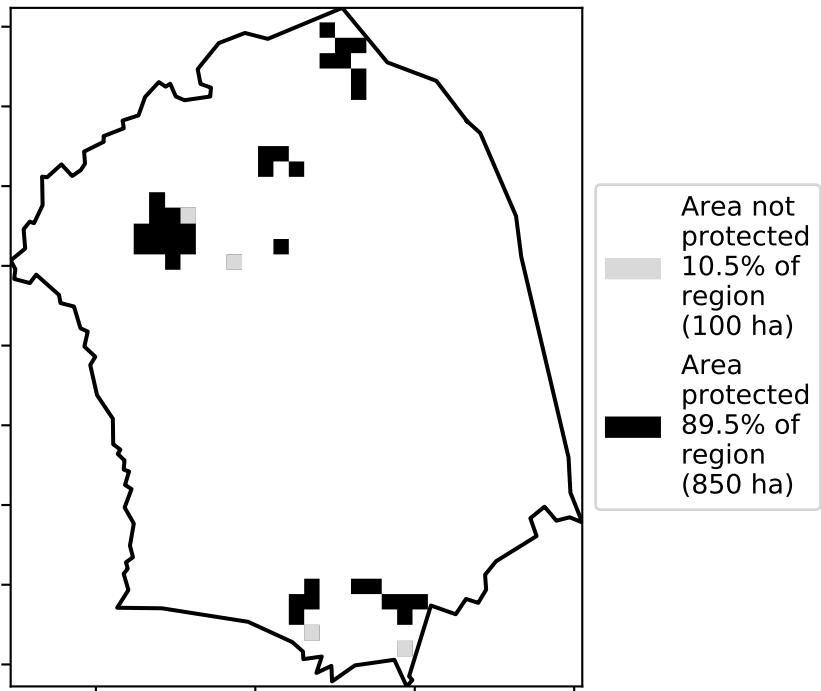 Area not
protected
10.5% of
region
(100 ha)
Area
protected
89.5% of
region
(850 ha)